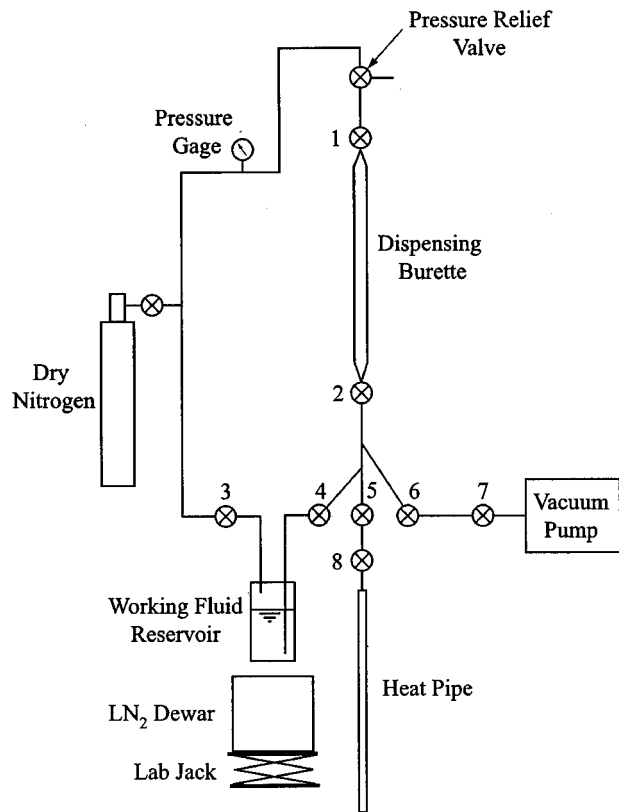 Pressure Relief
Valve
Pressure
Gage
1
Dispensing
Burette
Dry
Nitrogen
2
3
4
5
6
7
Vacuum
Pump
8
Working Fluid
Reservoir
Heat Pipe
LN₂ Dewar
Lab Jack